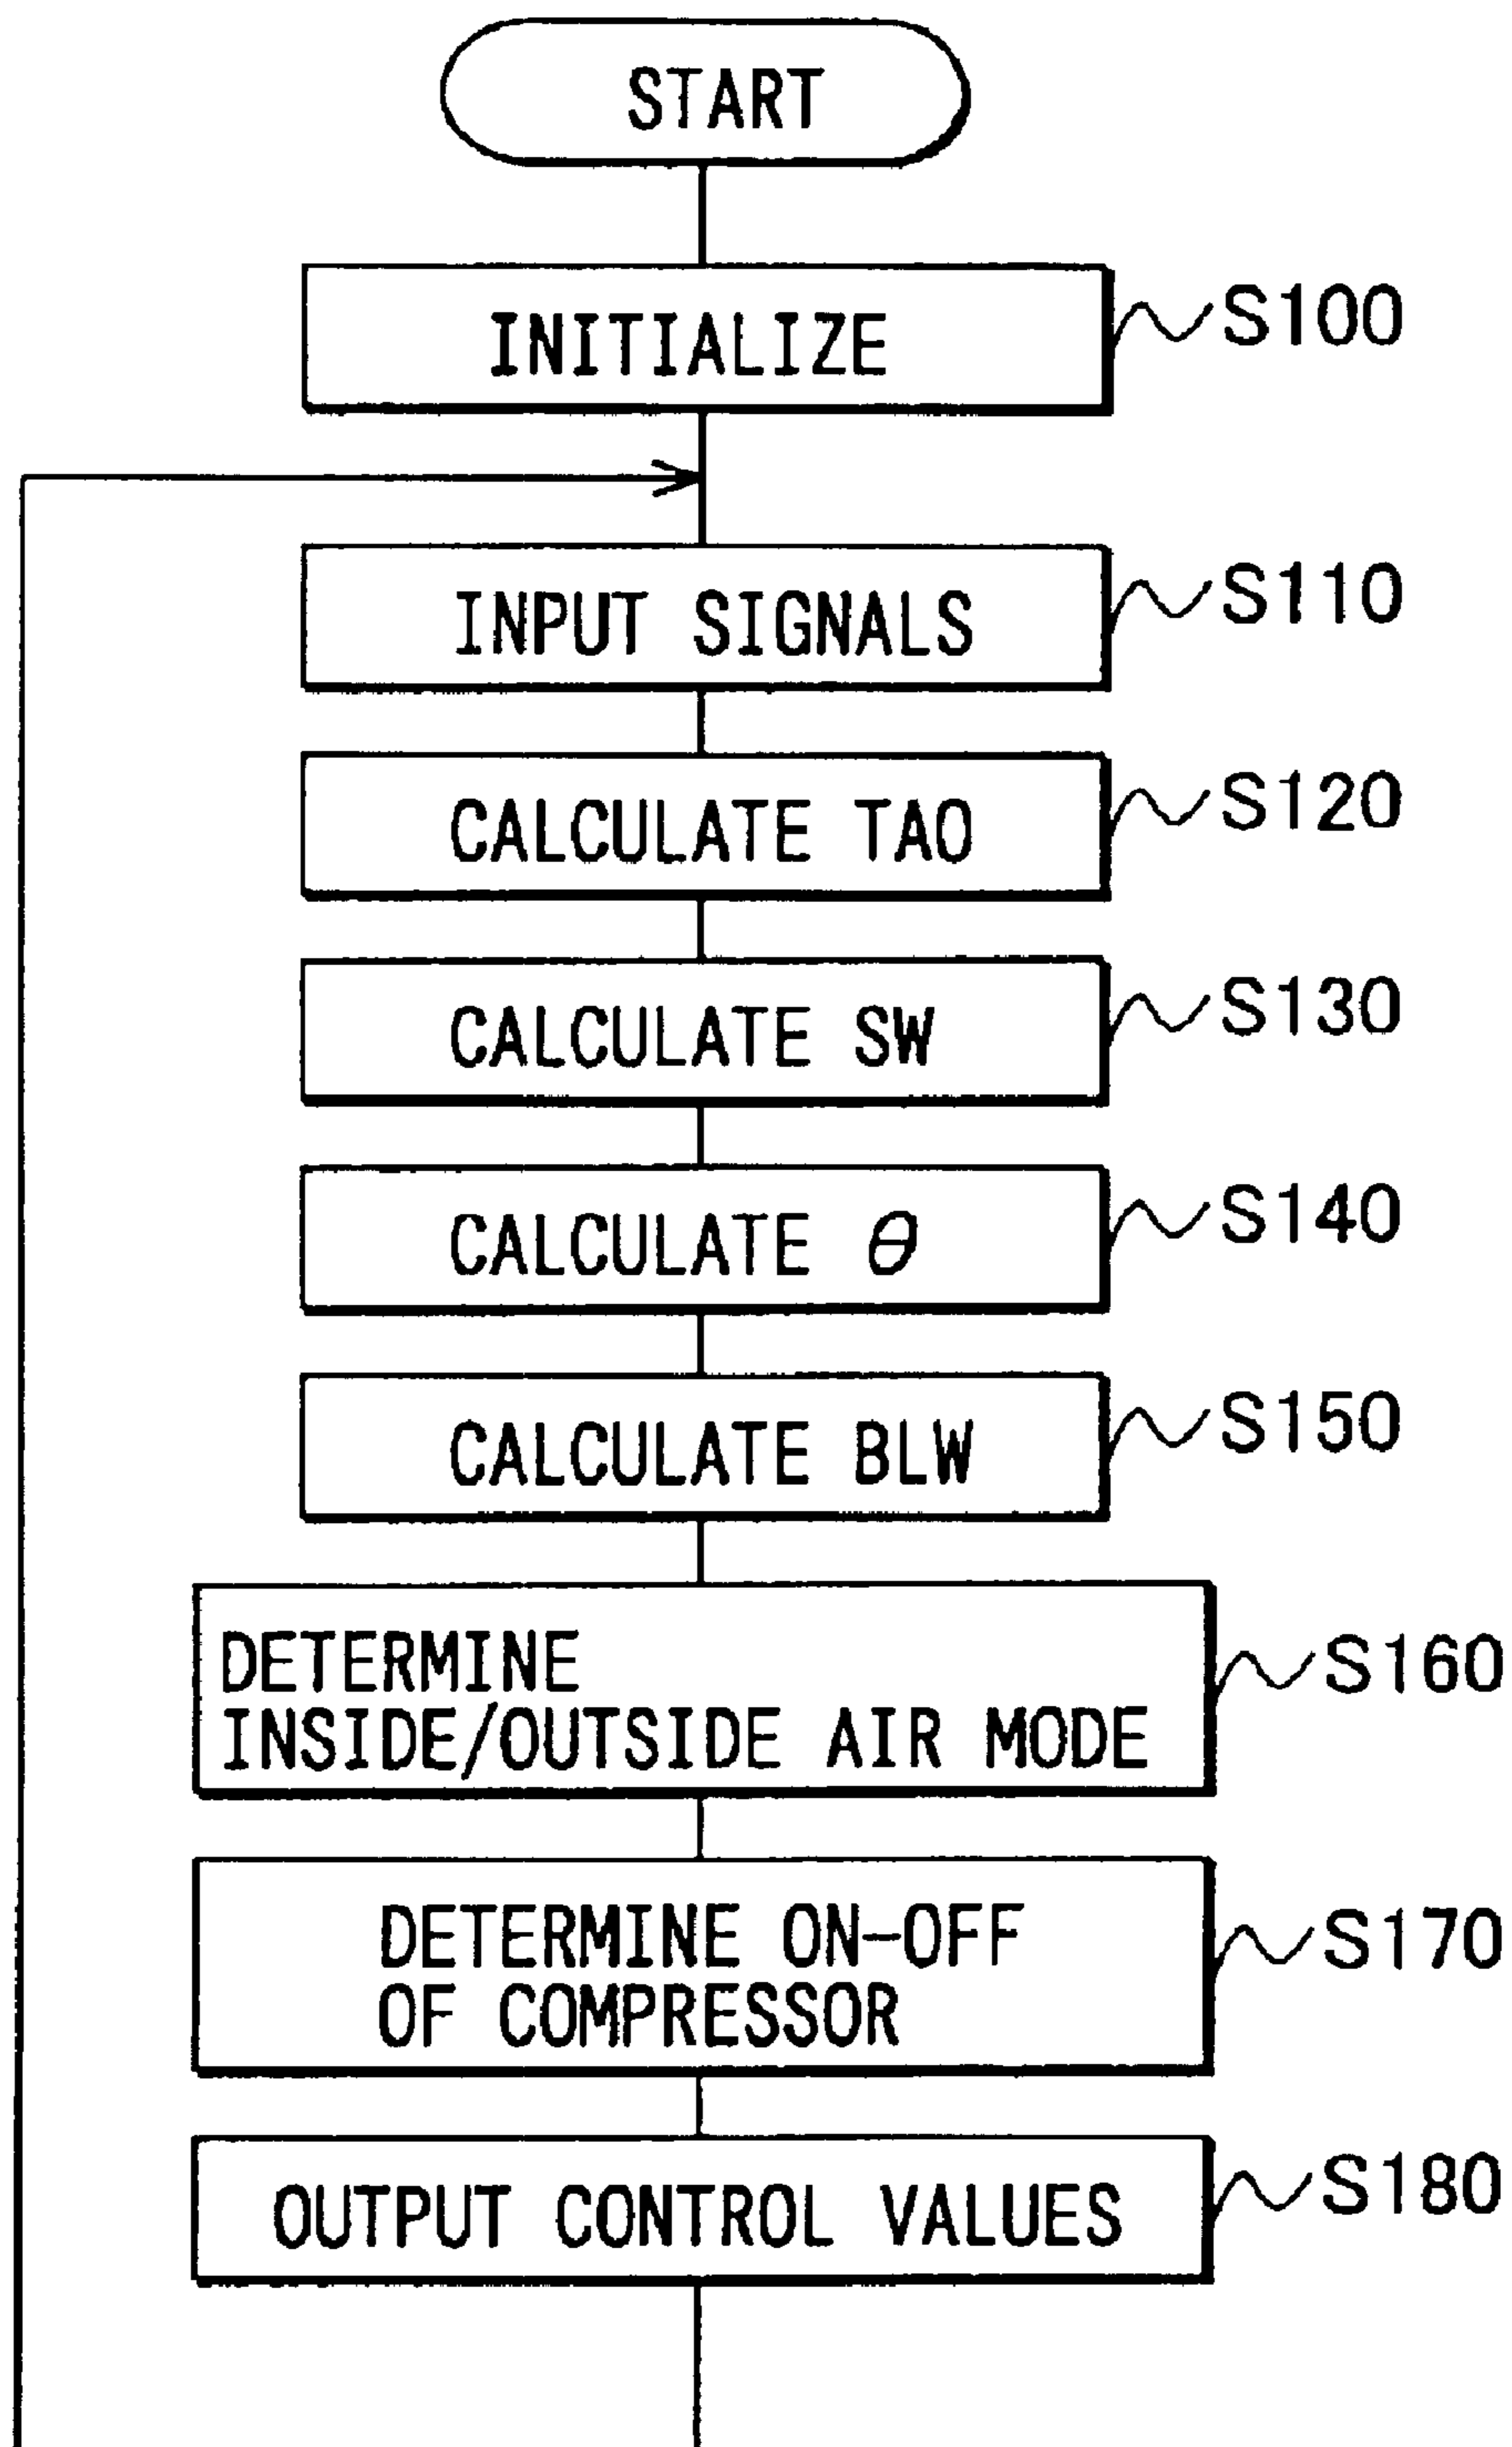 START
INITIALIZE
S100
INPUT SIGNALS
S110
CALCULATE TAO
S120
CALCULATE SW
S130
CALCULATE θ
S140
CALCULATE BLW
S150
DETERMINE
INSIDE/OUTSIDE AIR MODE
S160
DETERMINE ON-OFF
OF COMPRESSOR
S170
OUTPUT CONTROL VALUES
S180